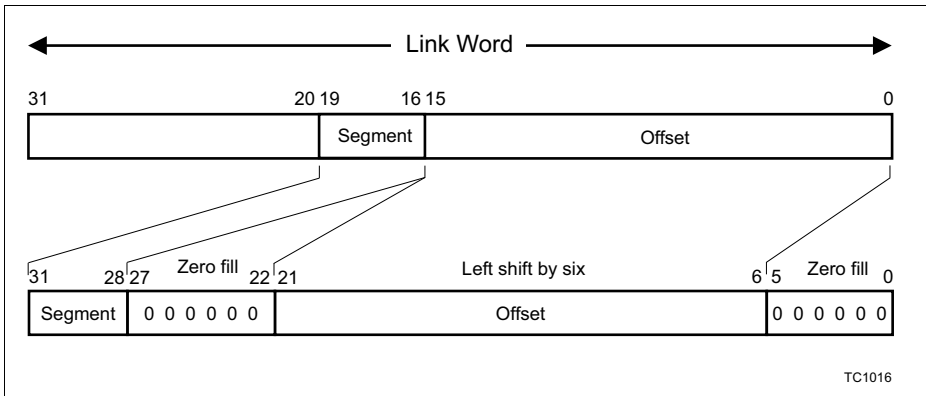 Link Word
31 20 19 16 15 0
Segment Offset
31 28 27 Zero fill 22 21 Left shift by six 6 5 Zero fill 0
Segment 0 0 0 0 0 0 Offset 0 0 0 0 0 0
TC1016